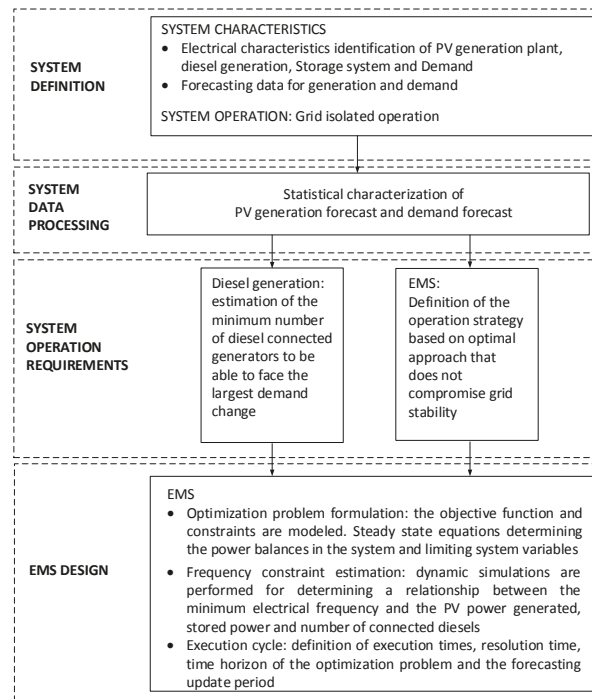 SYSTEM
DEFINITION
SYSTEM CHARACTERISTICS
• Electrical characteristics identification of PV generation plant,
diesel generation, Storage system and Demand
• Forecasting data for generation and demand
SYSTEM OPERATION: Grid isolated operation
SYSTEM
DATA
PROCESSING
Statistical characterization of
PV generation forecast and demand forecast
SYSTEM
OPERATION
REQUIREMENTS
Diesel generation:
estimation of the
minimum number
of diesel connected
generators to be
able to face the
largest demand
change
EMS:
Definition of the
operation strategy
based on optimal
approach that
does not
compromise grid
stability
EMS DESIGN
EMS
• Optimization problem formulation: the objective function and
constraints are modeled. Steady state equations determining
the power balances in the system and limiting system variables
• Frequency constraint estimation: dynamic simulations are
performed for determining a relationship between the
minimum electrical frequency and the PV power generated,
stored power and number of connected diesels
• Execution cycle: definition of execution times, resolution time,
time horizon of the optimization problem and the forecasting
update period